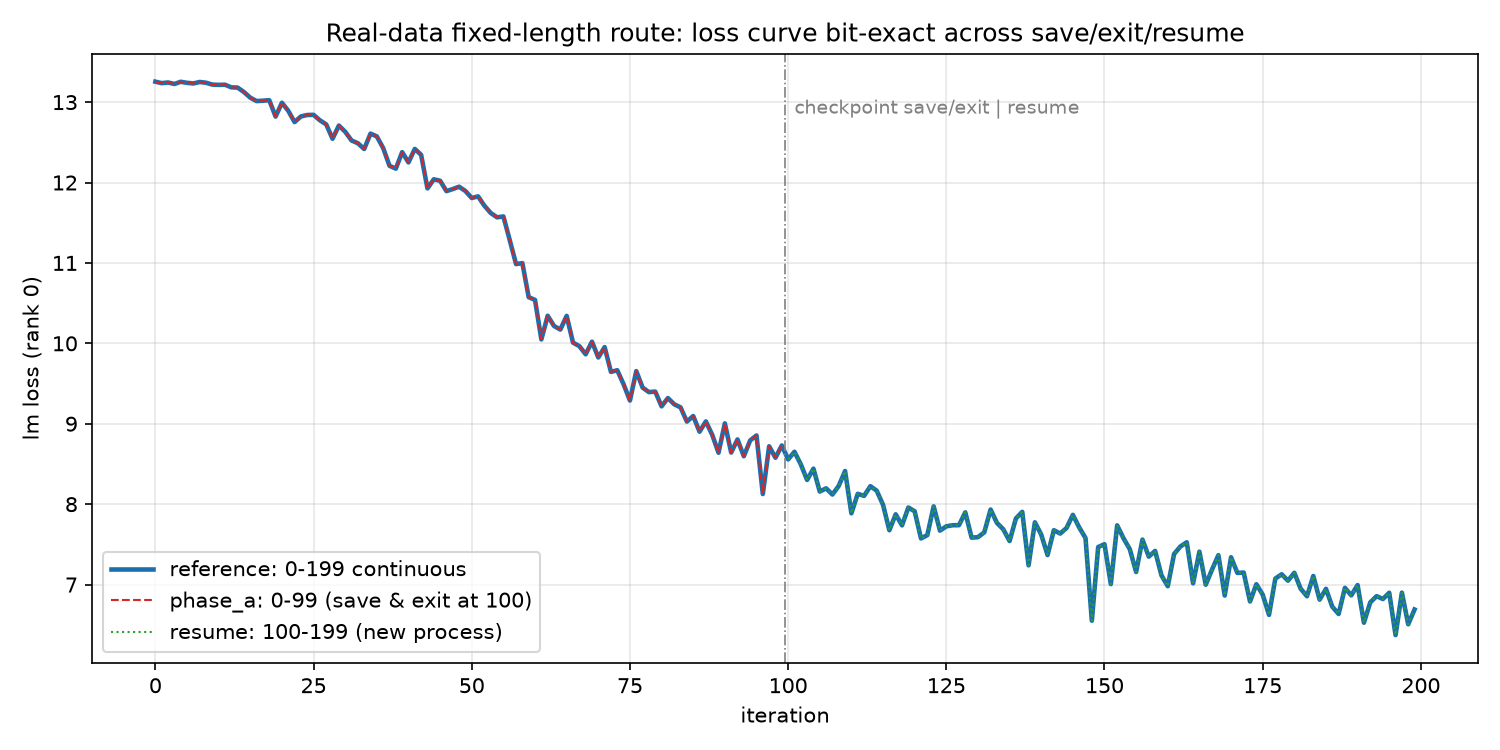 Real-data fixed-length route: loss curve bit-exact across save/exit/resume
checkpoint save/exit | resume
lm loss (rank 0)
13
12
11
10
9
8
7
reference: 0-199 continuous
phase_a: 0-99 (save & exit at 100)
resume: 100-199 (new process)
0 25 50 75 100 125 150 175 200
iteration